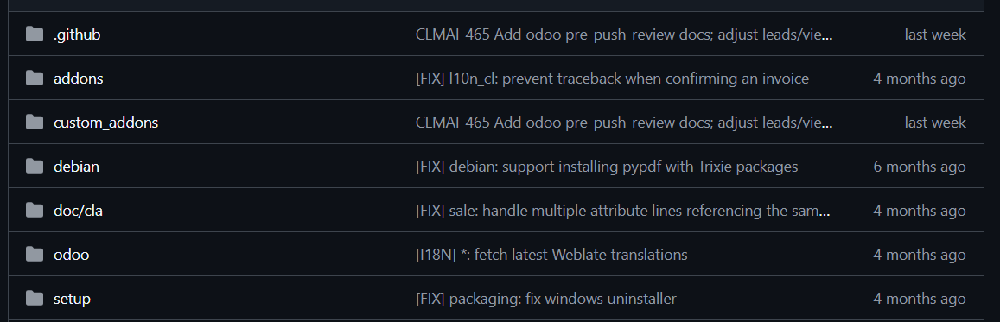 .github CLMAI-465 Add odoo pre-push-review docs; adjust leads/vie... last week
addons [FIX] l10n_cl: prevent traceback when confirming an invoice 4 months ago
custom_addons CLMAI-465 Add odoo pre-push-review docs; adjust leads/vie... last week
debian [FIX] debian: support installing pypdf with Trixie packages 6 months ago
doc/cla [FIX] sale: handle multiple attribute lines referencing the sam... 4 months ago
odoo [I18N] *: fetch latest Weblate translations 4 months ago
setup [FIX] packaging: fix windows uninstaller 4 months ago